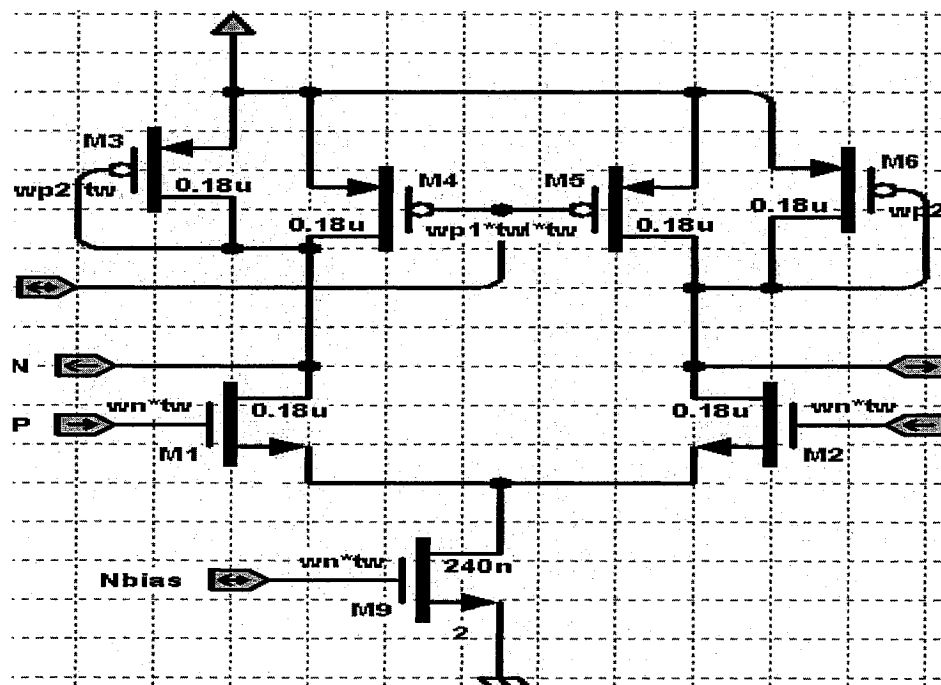 M3
wp2*tw
0.18u
M4
0.18u
wp1*tw
M5
0.18u
M6
0.18u
wp2
N
P
wn*tw
0.18u
M1
0.18u
wn*tw
M2
Nbias
wn*tw
240n
M9
2